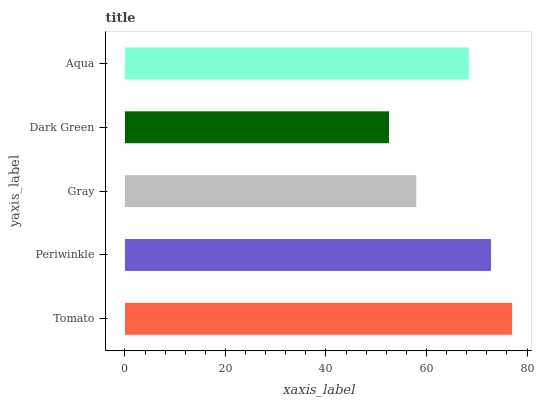 title
Aqua
Dark Green
Gray
Periwinkle
Tomato
yaxis_label
0 20 40 60 80
xaxis_label